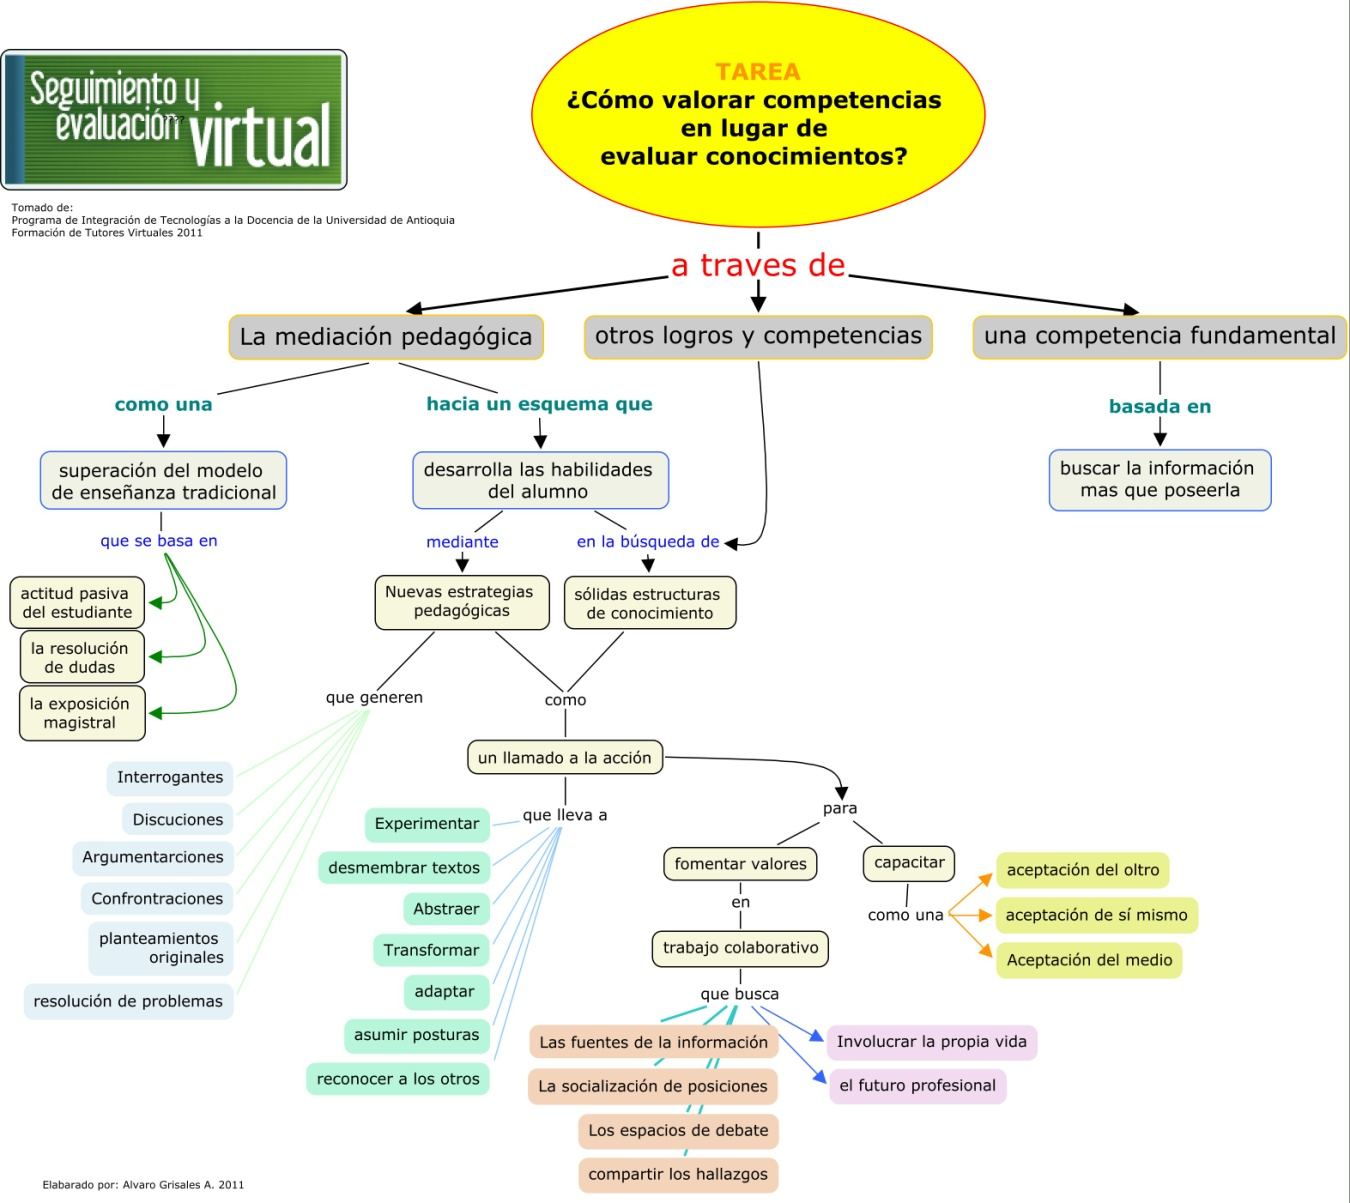 Seguimiento y
evaluación????
virtual
Tomado de:
Programa de Integración de Tecnologías a la Docencia de la Universidad de Antioquia
Formación de Tutores Virtuales 2011
TAREA
¿Cómo valorar competencias
en lugar de
evaluar conocimientos?
a traves de
La mediación pedagógica
otros logros y competencias
una competencia fundamental
como una
hacia un esquema que
basada en
superación del modelo
de enseñanza tradicional
desarrolla las habilidades
del alumno
buscar la información
mas que poseerla
que se basa en
mediante
en la búsqueda de
actitud pasiva
del estudiante
la resolución
de dudas
la exposición
magistral
Nuevas estrategias
pedagógicas
sólidas estructuras
de conocimiento
que generen
como
Interrogantes
Discuciones
Argumentarciones
Confrontraciones
planteamientos
originales
resolución de problemas
un llamado a la acción
que lleva a
para
Experimentar
desmembrar textos
Abstraer
Transformar
adaptar
asumir posturas
reconocer a los otros
fomentar valores
capacitar
en
como una
aceptación del oltro
aceptación de sí mismo
Aceptación del medio
trabajo colaborativo
que busca
Las fuentes de la información
La socialización de posiciones
Los espacios de debate
compartir los hallazgos
Involucrar la propia vida
el futuro profesional
Elabarado por: Alvaro Grisales A. 2011